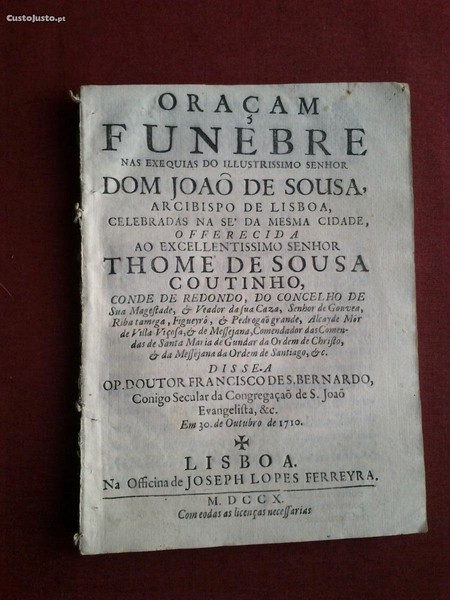 CustoJusto.pt
ORAÇAM
FUNEBRE
NAS EXEQUIAS DO ILLUSTRISSIMO SENHOR
DOM JOAÕ DE SOUSA,
ARCIBISPO DE LISBOA,
CELEBRADAS NA SE' DA MESMA CIDADE,
OFFERECIDA
AO EXCELLENTISSIMO SENHOR
THOME DE SOUSA
COUTINHO,
CONDE DE REDONDO, DO CONCELHO DE
Sua Mageſtade, & Veador da ſua Caza, Senhor de Gouvea,
Riba tamega, Figueyró, & Pedrogaõ grande, Alcayde Mór
de Villa Viçoſa, & de Meſſejana, Comendador das Comen-
das de Santa Maria de Gundar da Ordem de Chriſto,
& da Meſſejana da Ordem de Santiago, &c.
DISSE-A
O P. DOUTOR FRANCISCO DE S. BERNARDO,
Conigo Secular da Congregaçaõ de S. Joaõ
Evangeliſta, &c.
Em 30. de Outubro de 1710.
LISBOA.
Na Officina de JOSEPH LOPES FERREYRA.
M. DCCX.
Com todas as licenças neceſſarias